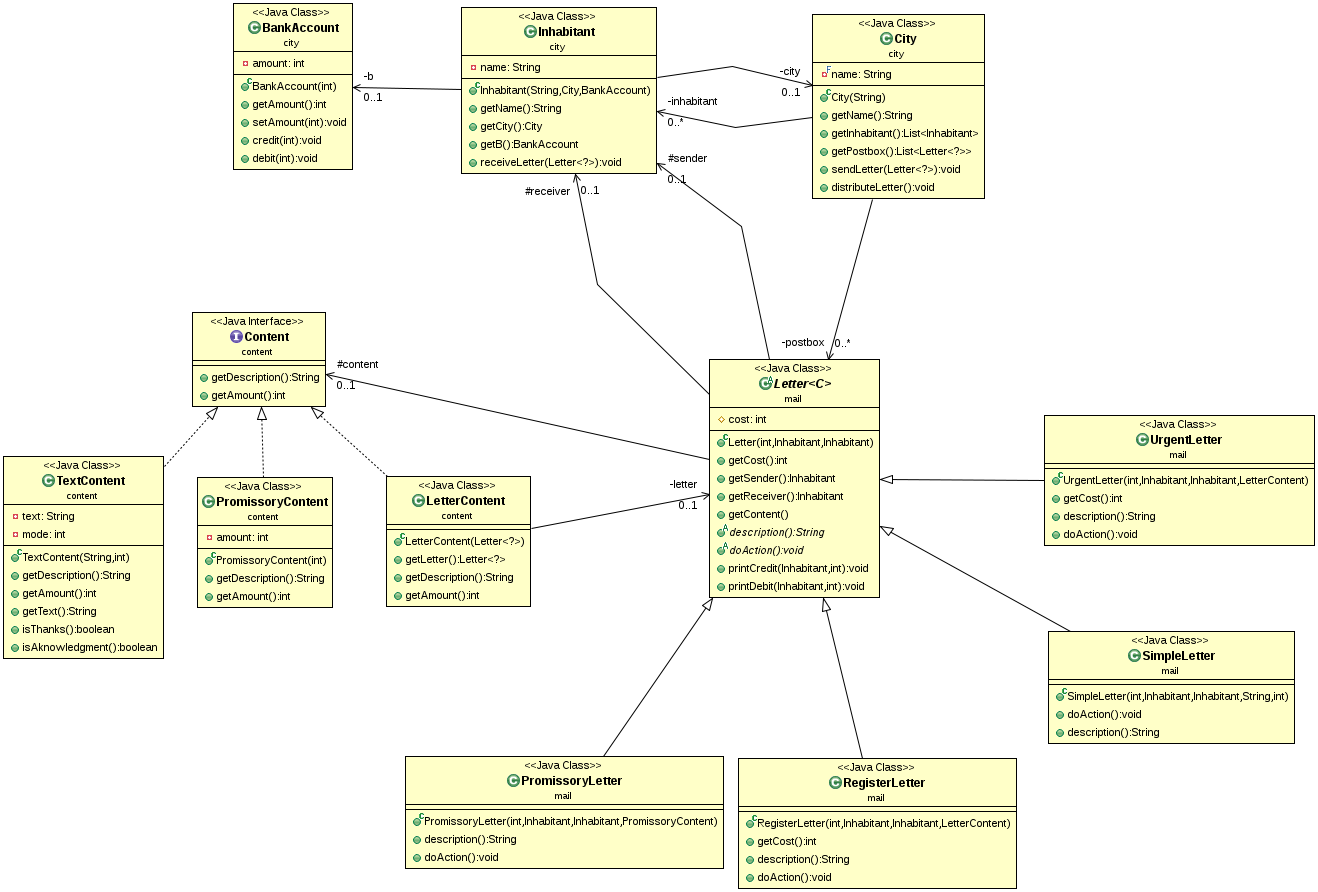 <<Java Class>>
BankAccount
city
amount: int
BankAccount(int)
getAmount():int
setAmount(int):void
credit(int):void
debit(int):void
-b
0..1
<<Java Class>>
Inhabitant
city
name: String
Inhabitant(String,City,BankAccount)
getName():String
getCity():City
getB():BankAccount
receiveLetter(Letter<?>):void
-city
0..1
-inhabitant
0..*
#sender
0..1
#receiver
0..1
<<Java Class>>
City
city
name: String
City(String)
getName():String
getInhabitant():List<Inhabitant>
getPostbox():List<Letter<?>>
sendLetter(Letter<?>):void
distributeLetter():void
-postbox
0..*
<<Java Interface>>
Content
content
getDescription():String
getAmount():int
#content
0..1
<<Java Class>>
Letter<C>
mail
cost: int
Letter(int,Inhabitant,Inhabitant)
getCost():int
getSender():Inhabitant
getReceiver():Inhabitant
getContent()
description():String
doAction():void
printCredit(Inhabitant,int):void
printDebit(Inhabitant,int):void
<<Java Class>>
UrgentLetter
mail
UrgentLetter(int,Inhabitant,Inhabitant,LetterContent)
getCost():int
description():String
doAction():void
<<Java Class>>
TextContent
content
text: String
mode: int
TextContent(String,int)
getDescription():String
getAmount():int
getText():String
isThanks():boolean
isAknowledgment():boolean
<<Java Class>>
PromissoryContent
content
amount: int
PromissoryContent(int)
getDescription():String
getAmount():int
<<Java Class>>
LetterContent
content
LetterContent(Letter<?>)
getLetter():Letter<?>
getDescription():String
getAmount():int
-letter
0..1
<<Java Class>>
SimpleLetter
mail
SimpleLetter(int,Inhabitant,Inhabitant,String,int)
doAction():void
description():String
<<Java Class>>
PromissoryLetter
mail
PromissoryLetter(int,Inhabitant,Inhabitant,PromissoryContent)
description():String
doAction():void
<<Java Class>>
RegisterLetter
mail
RegisterLetter(int,Inhabitant,Inhabitant,LetterContent)
getCost():int
description():String
doAction():void